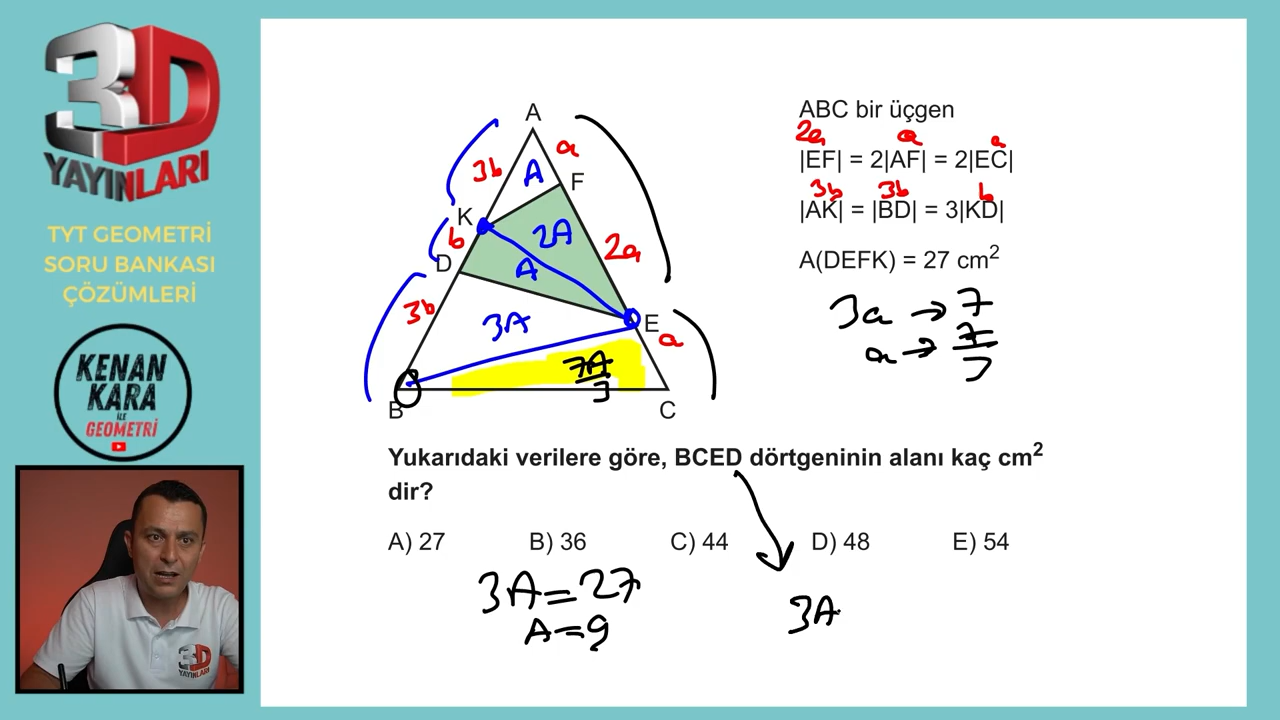 3D
YAYINLARI
TYT GEOMETRİ
SORU BANKASI
ÇÖZÜMLERİ
KENAN
KARA
İLE
GEOMETRİ
3D
YAYINLARI
A
3b
a
A
F
K
b
2A
2a
D
A
3b
3A
E
a
7A
3
B
C
ABC bir üçgen
2a a a
|EF| = 2|AF| = 2|EC|
3b 3b b
|AK| = |BD| = 3|KD|
A(DEFK) = 27 cm²
3a → 7
a → 7/3
Yukarıdaki verilere göre, BCED dörtgeninin alanı kaç cm²
dir?
A) 27 B) 36 C) 44 D) 48 E) 54
3A=27
A=9
3A